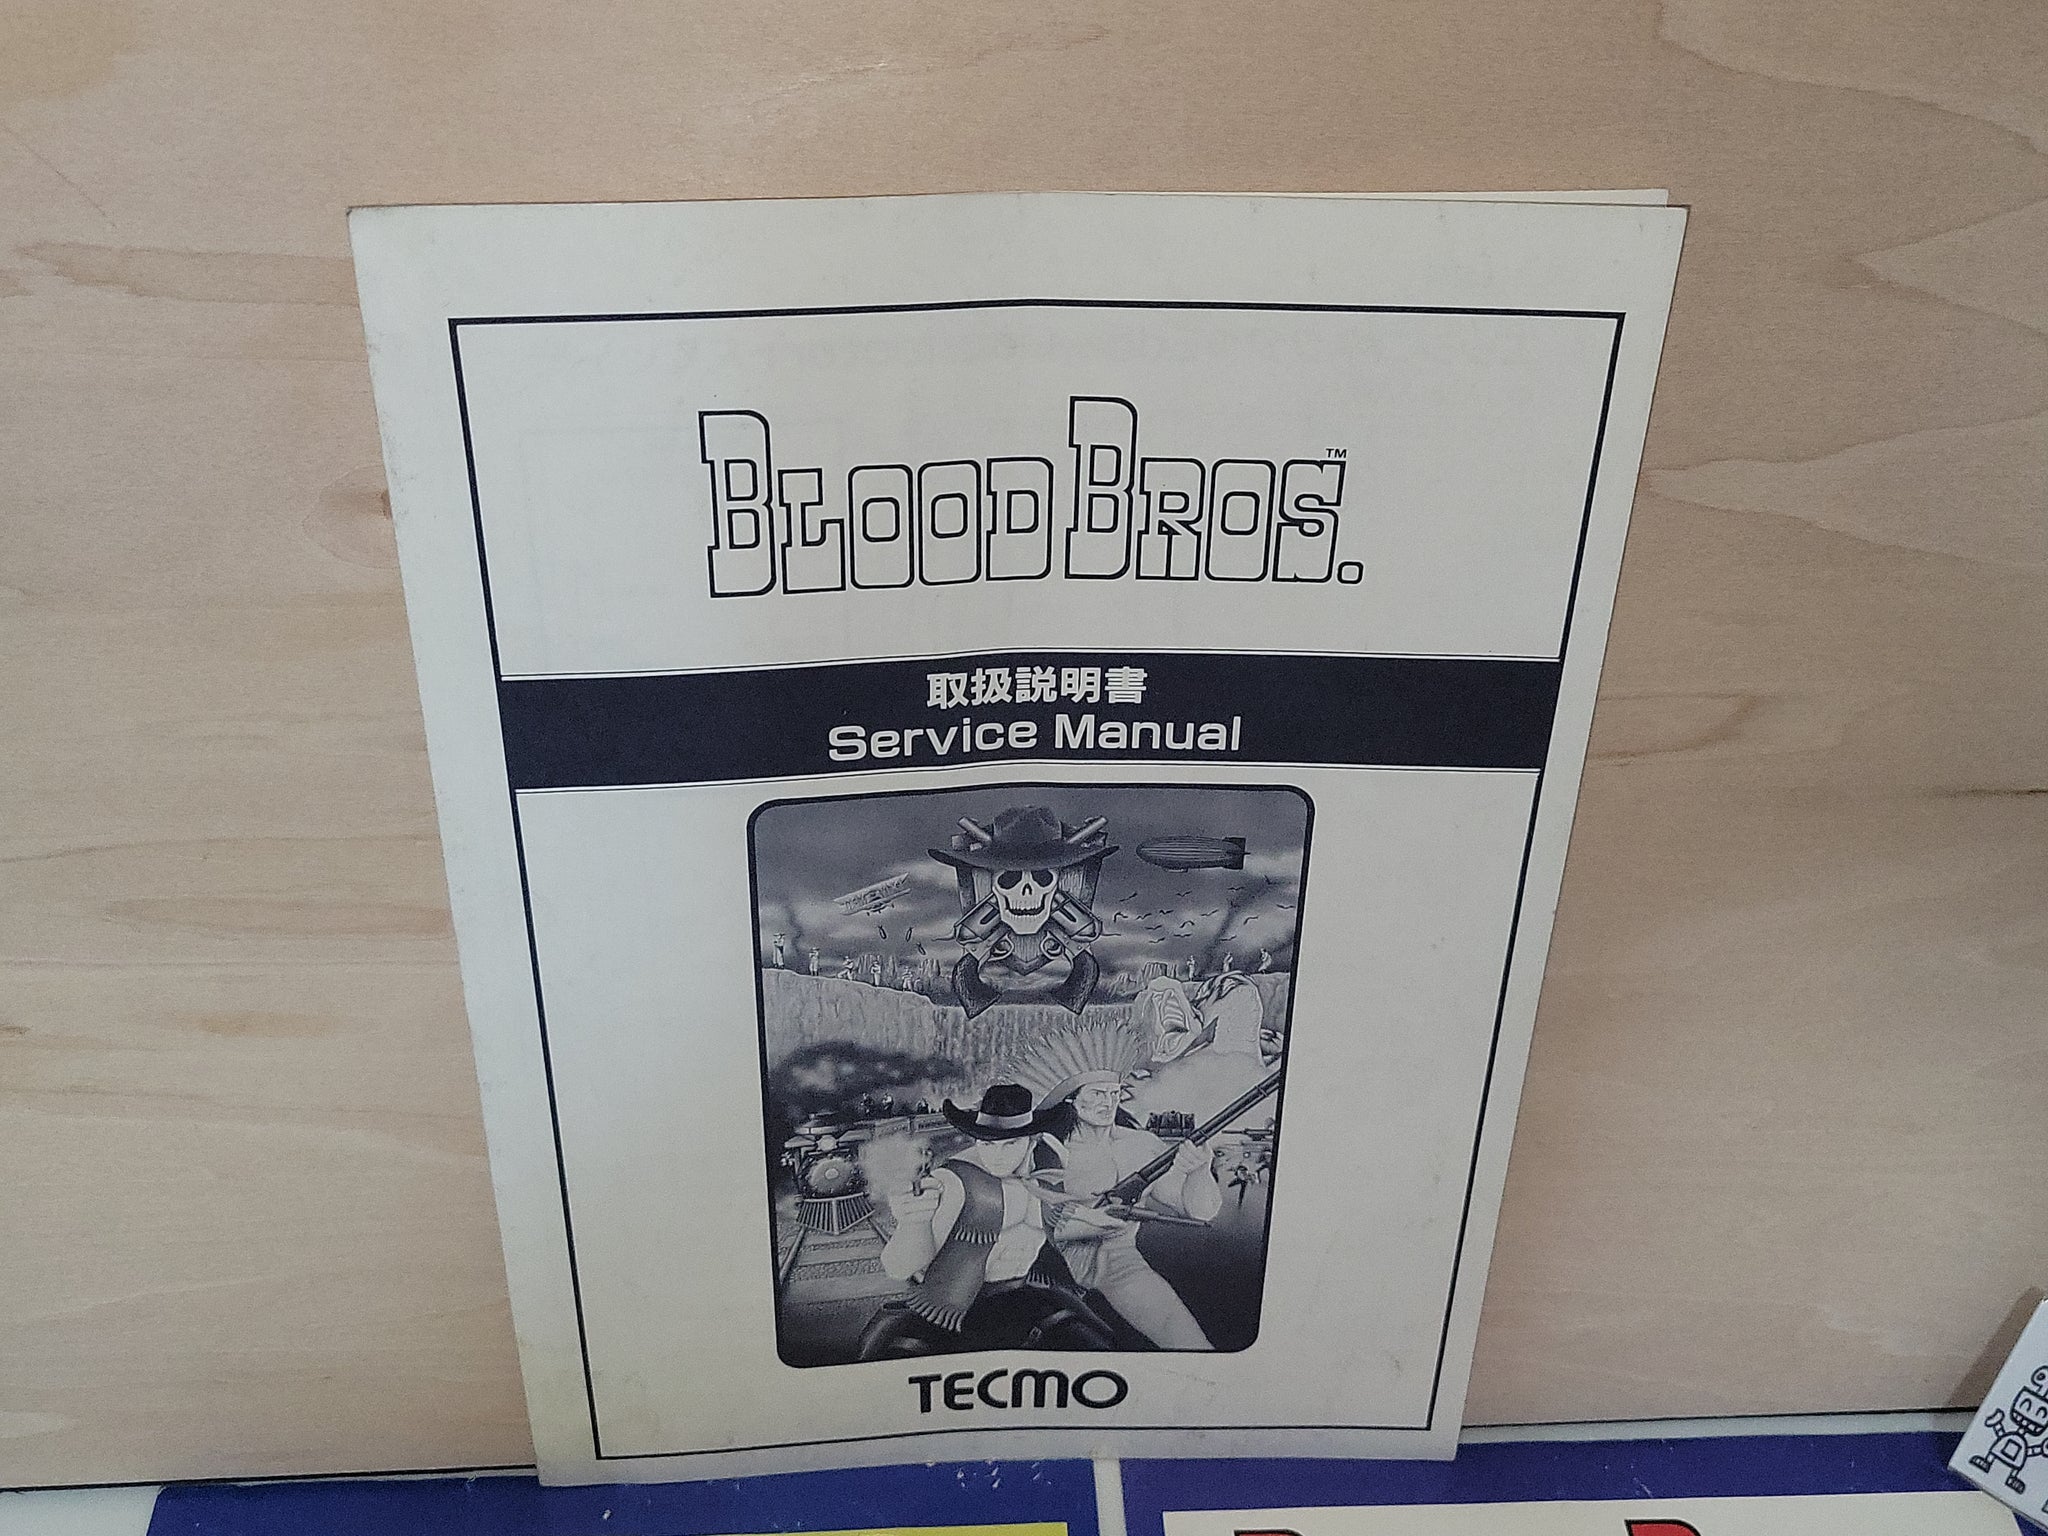 BLOOD BROS.™
取扱説明書
Service Manual
TECMO